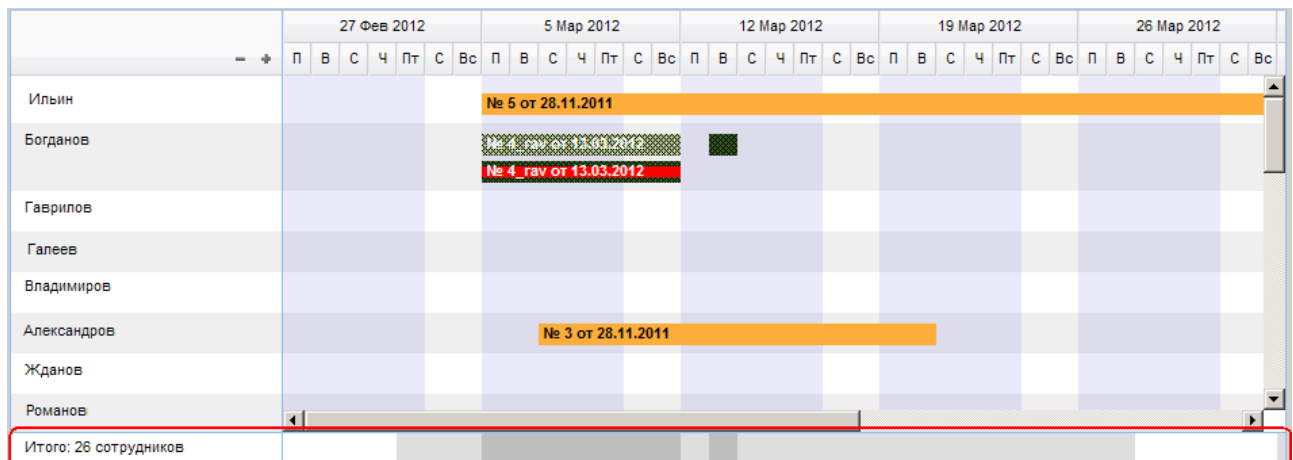 27 Фев 2012 5 Мар 2012 12 Мар 2012 19 Мар 2012 26 Мар 2012
П В С Ч Пт С Вс П В С Ч Пт С Вс П В С Ч Пт С Вс П В С Ч Пт С Вс П В С Ч Пт С Вс
Ильин № 5 от 28.11.2011
Богданов № 4_rav от 13.03.2012
№ 4_rav от 13.03.2012
Гаврилов
Галеев
Владимиров
Александров № 3 от 28.11.2011
Жданов
Романов
Итого: 26 сотрудников